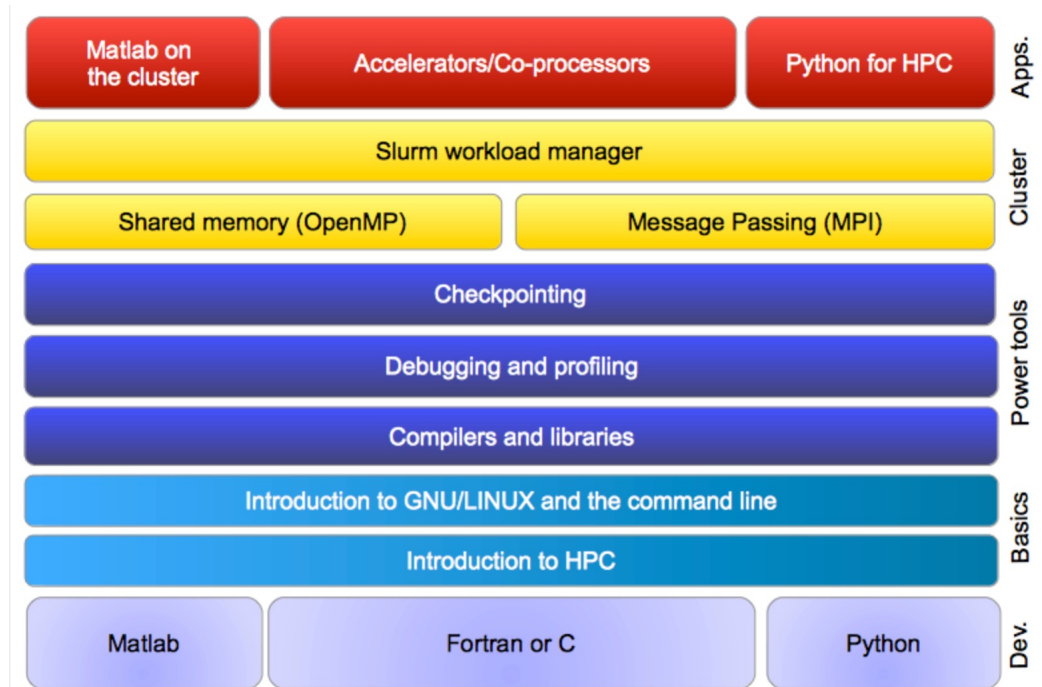 Matlab on
the cluster
Accelerators/Co-processors
Python for HPC
Apps.
Slurm workload manager
Shared memory (OpenMP)
Message Passing (MPI)
Cluster
Checkpointing
Debugging and profiling
Compilers and libraries
Power tools
Introduction to GNU/LINUX and the command line
Introduction to HPC
Basics
Matlab
Fortran or C
Python
Dev.